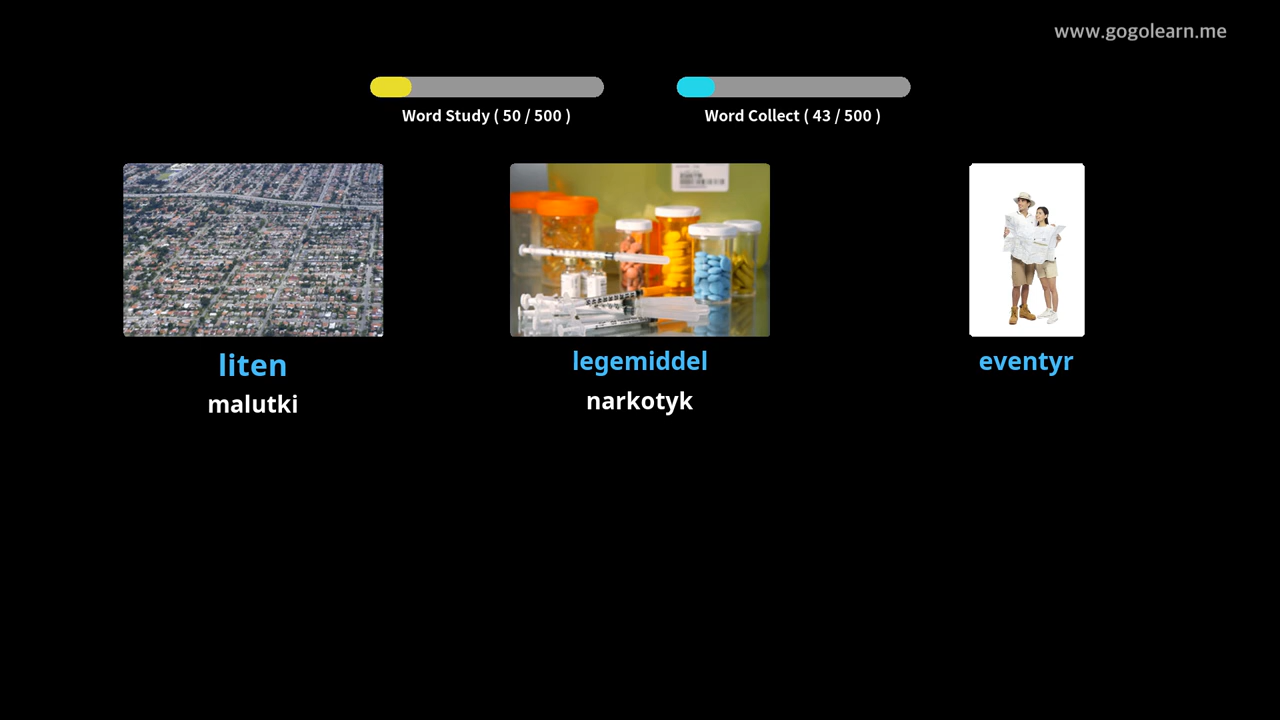 www.gogolearn.me
Word Study ( 50 / 500 )
Word Collect ( 43 / 500 )
liten
malutki
legemiddel
narkotyk
eventyr